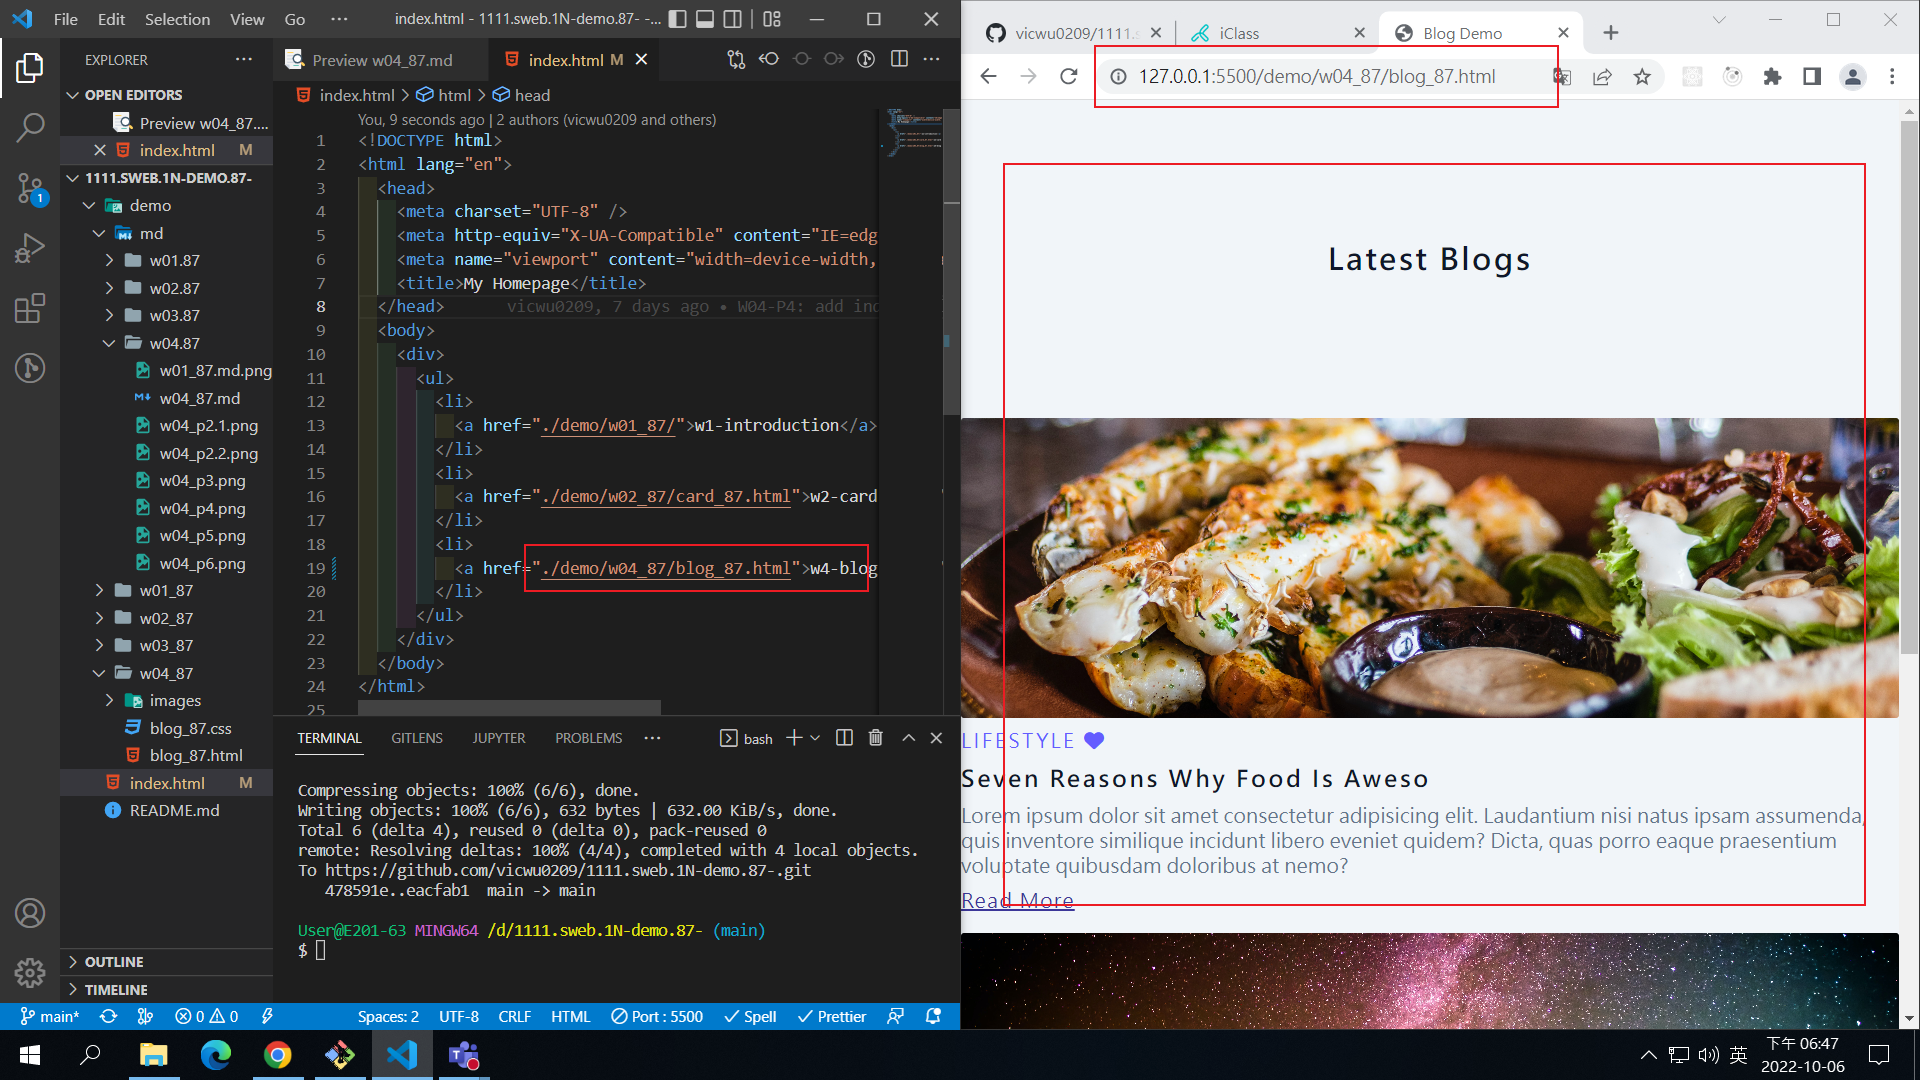 File Edit Selection View Go ··· index.html - 1111.sweb.1N-demo.87- -...
EXPLORER
OPEN EDITORS
Preview w04_87....
index.html M
1111.SWEB.1N-DEMO.87-
demo
md
w01.87
w02.87
w03.87
w04.87
w01_87.md.png
w04_87.md
w04_p2.1.png
w04_p2.2.png
w04_p3.png
w04_p4.png
w04_p5.png
w04_p6.png
w01_87
w02_87
w03_87
w04_87
images
blog_87.css
blog_87.html
index.html M
README.md
OUTLINE
TIMELINE
1
Preview w04_87.md index.html M
index.html > html > head
You, 9 seconds ago | 2 authors (vicwu0209 and others)
1 <!DOCTYPE html>
2 <html lang="en">
3 <head>
4 <meta charset="UTF-8" />
5 <meta http-equiv="X-UA-Compatible" content="IE=edg
6 <meta name="viewport" content="width=device-width,
7 <title>My Homepage</title>
8 </head> vicwu0209, 7 days ago • W04-P4: add ind
9 <body>
10 <div>
11 <ul>
12 <li>
13 <a href="./demo/w01_87/">w1-introduction</a>
14 </li>
15 <li>
16 <a href="./demo/w02_87/card_87.html">w2-card
17 </li>
18 <li>
19 <a href="./demo/w04_87/blog_87.html">w4-blog
20 </li>
21 </ul>
22 </div>
23 </body>
24 </html>
25
TERMINAL GITLENS JUPYTER PROBLEMS ··· bash
Compressing objects: 100% (6/6), done.
Writing objects: 100% (6/6), 632 bytes | 632.00 KiB/s, done.
Total 6 (delta 4), reused 0 (delta 0), pack-reused 0
remote: Resolving deltas: 100% (4/4), completed with 4 local objects.
To https://github.com/vicwu0209/1111.sweb.1N-demo.87-.git
478591e..eacfab1 main -> main
User@E201-63 MINGW64 /d/1111.sweb.1N-demo.87- (main)
$
main* 0 0 Spaces: 2 UTF-8 CRLF HTML Port : 5500 Spell Prettier
vicwu0209/1111.s iClass Blog Demo
127.0.0.1:5500/demo/w04_87/blog_87.html
Latest Blogs
LIFESTYLE
Seven Reasons Why Food Is Aweso
Lorem ipsum dolor sit amet consectetur adipisicing elit. Laudantium nisi natus ipsam assumenda,
quis inventore similique incidunt libero eveniet quidem? Dicta, quas porro eaque praesentium
voluptate quibusdam doloribus at nemo?
Read More
英
下午 06:47
2022-10-06